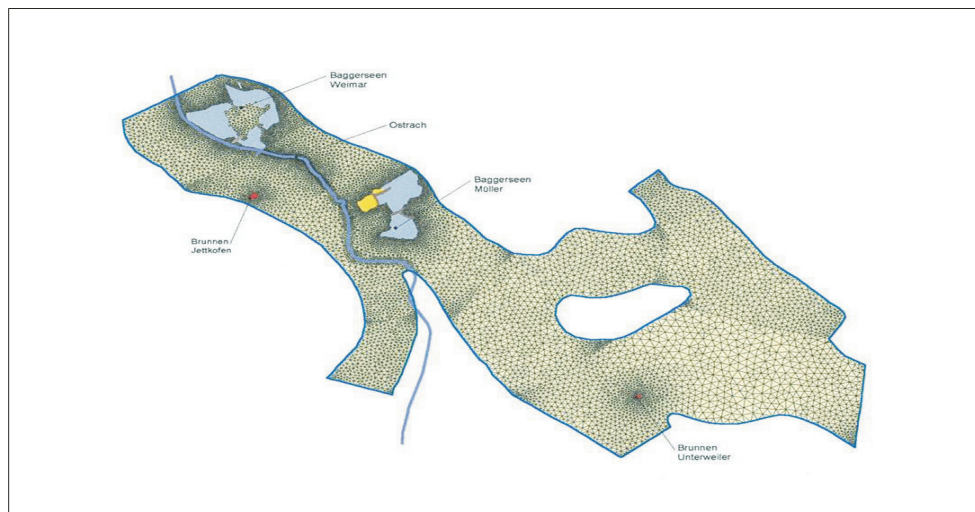 Baggerseen
Weimar
Ostrach
Baggerseen
Müller
Brunnen
Jettkofen
Brunnen
Unterweiler